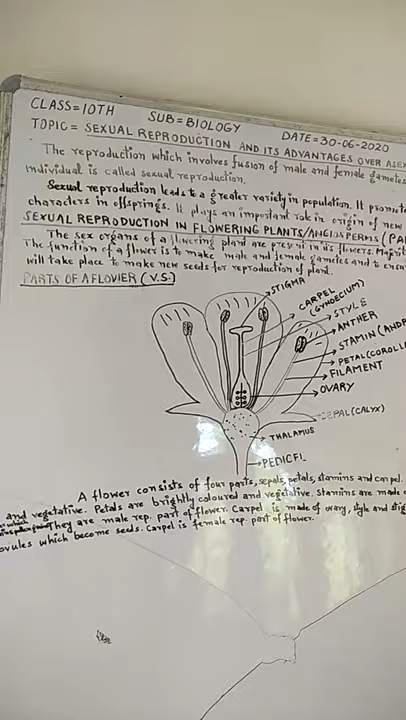 CLASS=10TH SUB=BIOLOGY DATE=30-06-2020
TOPIC= SEXUAL REPRODUCTION AND ITS ADVANTAGES OVER ASEX
The reproduction which involves fusion of male and female gametes
Individual is called sexual reproduction.
Sexual reproduction leads to a greater variety in population. It promote
characters in offsprings. It plays an important role in origin of new
SEXUAL REPRODUCTION IN FLOWERING PLANTS/ANGIOSPERMS (PA
The sex organs of a flowering plant are present in its flowers. Majrit
The function of a flower is to make male and female gametes and to ensu
will take place to make new seeds for reproduction of plant.
PARTS OF A FLOVIER (V.S.)
STIGMA
CARPEL
(GYNOECIUM)
STYLE
ANTHER
STAMIN (ANDR
PETAL (COROLLA
FILAMENT
OVARY
SEPAL (CALYX)
THALAMUS
PEDICEL
A flower consists of four parts, sepals, petals, stamins and carpel.
and vegetative. Petals are brightly coloured and vegetative. Stamins are made
They are male rep. part of flower. Carpel is made of ovary, style and stig
ovules which become seeds. Carpel is female rep. part of flower.